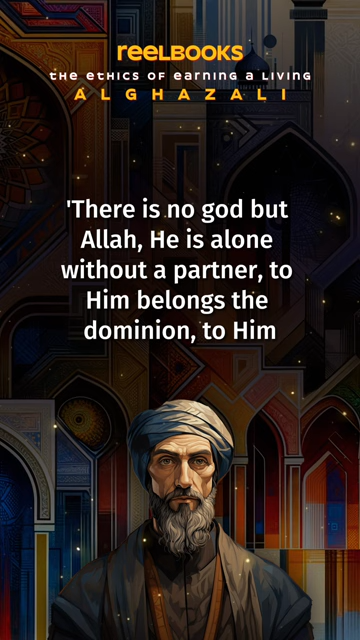 reelBOOKS
the ethics of earning a living
ALGHAZALI
'There is no god but
Allah, He is alone
without a partner, to
Him belongs the
dominion, to Him